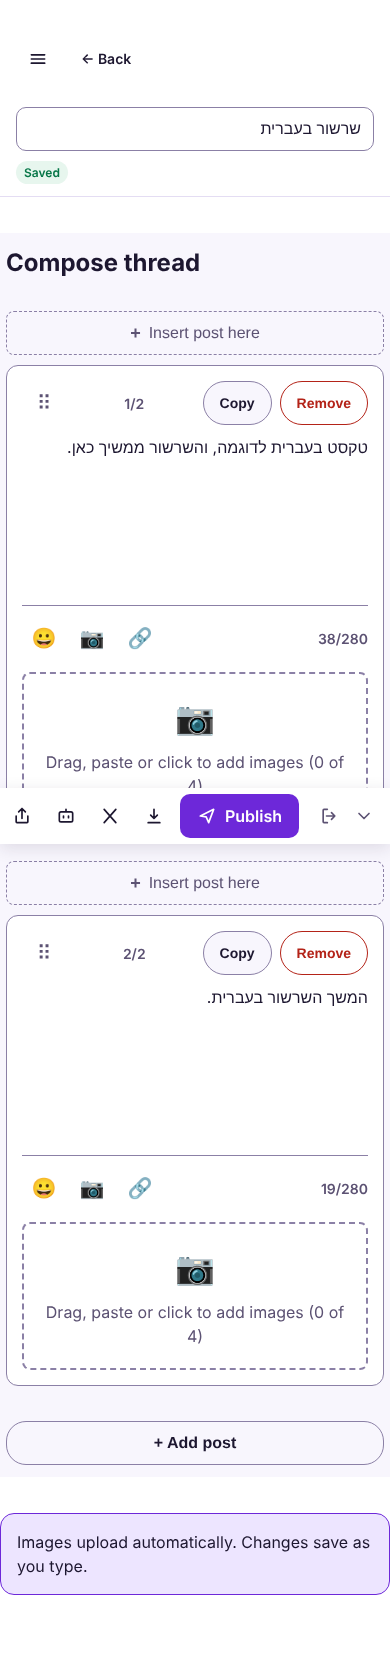 ← Back
שרשור בעברית
Saved
Compose thread
+ Insert post here
1/2
Copy
Remove
טקסט בעברית לדוגמה, והשרשור ממשיך כאן.
38/280
Drag, paste or click to add images (0 of
4)
Publish
+ Insert post here
2/2
Copy
Remove
המשך השרשור בעברית.
19/280
Drag, paste or click to add images (0 of
4)
+ Add post
Images upload automatically. Changes save as
you type.